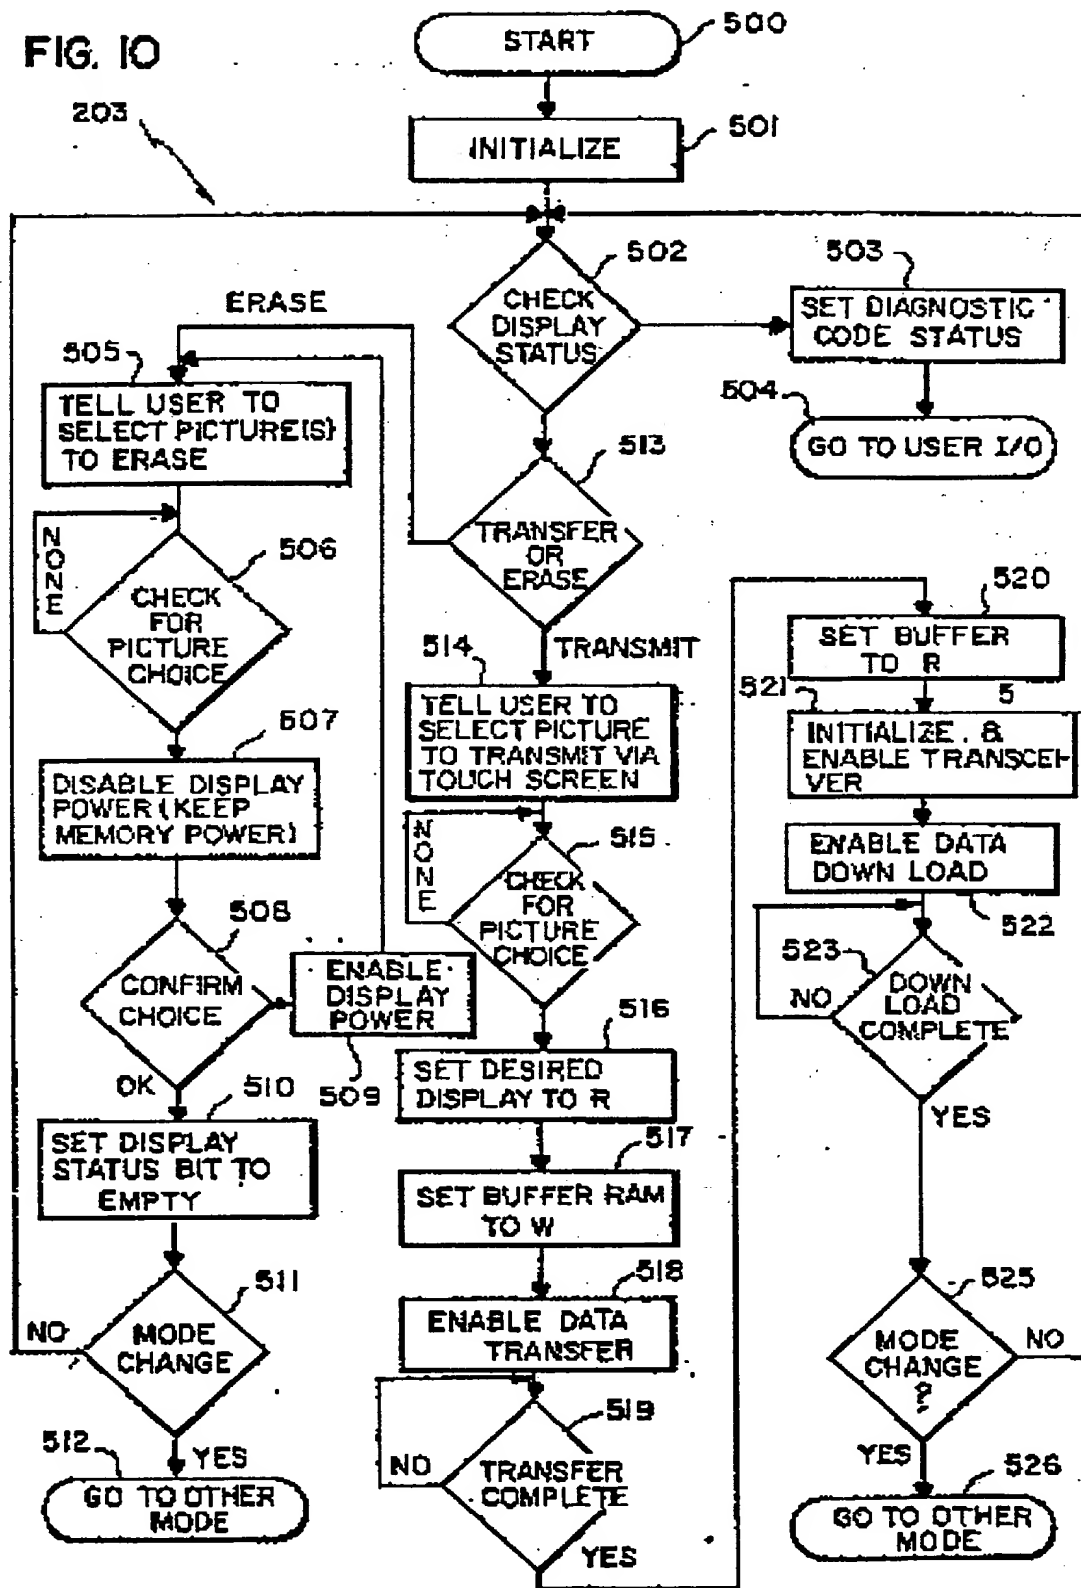 FIG. 10
203
START
500
INITIALIZE
501
502
CHECK
DISPLAY
STATUS
503
SET DIAGNOSTIC
CODE STATUS
504
GO TO USER I/O
ERASE
505
TELL USER TO
SELECT PICTURE(S)
TO ERASE
NONE
506
CHECK
FOR
PICTURE
CHOICE
507
DISABLE DISPLAY
POWER (KEEP
MEMORY POWER)
508
CONFIRM
CHOICE
ENABLE
DISPLAY
POWER
509
OK
510
SET DISPLAY
STATUS BIT TO
EMPTY
511
NO
MODE
CHANGE
512
YES
GO TO OTHER
MODE
513
TRANSFER
OR
ERASE
514
TRANSMIT
TELL USER TO
SELECT PICTURE
TO TRANSMIT VIA
TOUCH SCREEN
NONE
515
CHECK
FOR
PICTURE
CHOICE
516
SET DESIRED
DISPLAY TO R
517
SET BUFFER RAM
TO W
518
ENABLE DATA
TRANSFER
519
NO
TRANSFER
COMPLETE
YES
520
SET BUFFER
TO R
521
5
INITIALIZE. &
ENABLE TRANSCEI-
VER
ENABLE DATA
DOWN LOAD
522
523
NO
DOWN
LOAD
COMPLETE
YES
525
MODE
CHANGE
?
NO
YES
526
GO TO OTHER
MODE